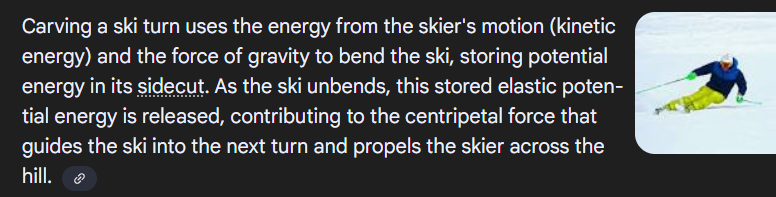 Carving a ski turn uses the energy from the skier's motion (kinetic
energy) and the force of gravity to bend the ski, storing potential
energy in its sidecut. As the ski unbends, this stored elastic poten-
tial energy is released, contributing to the centripetal force that
guides the ski into the next turn and propels the skier across the
hill.